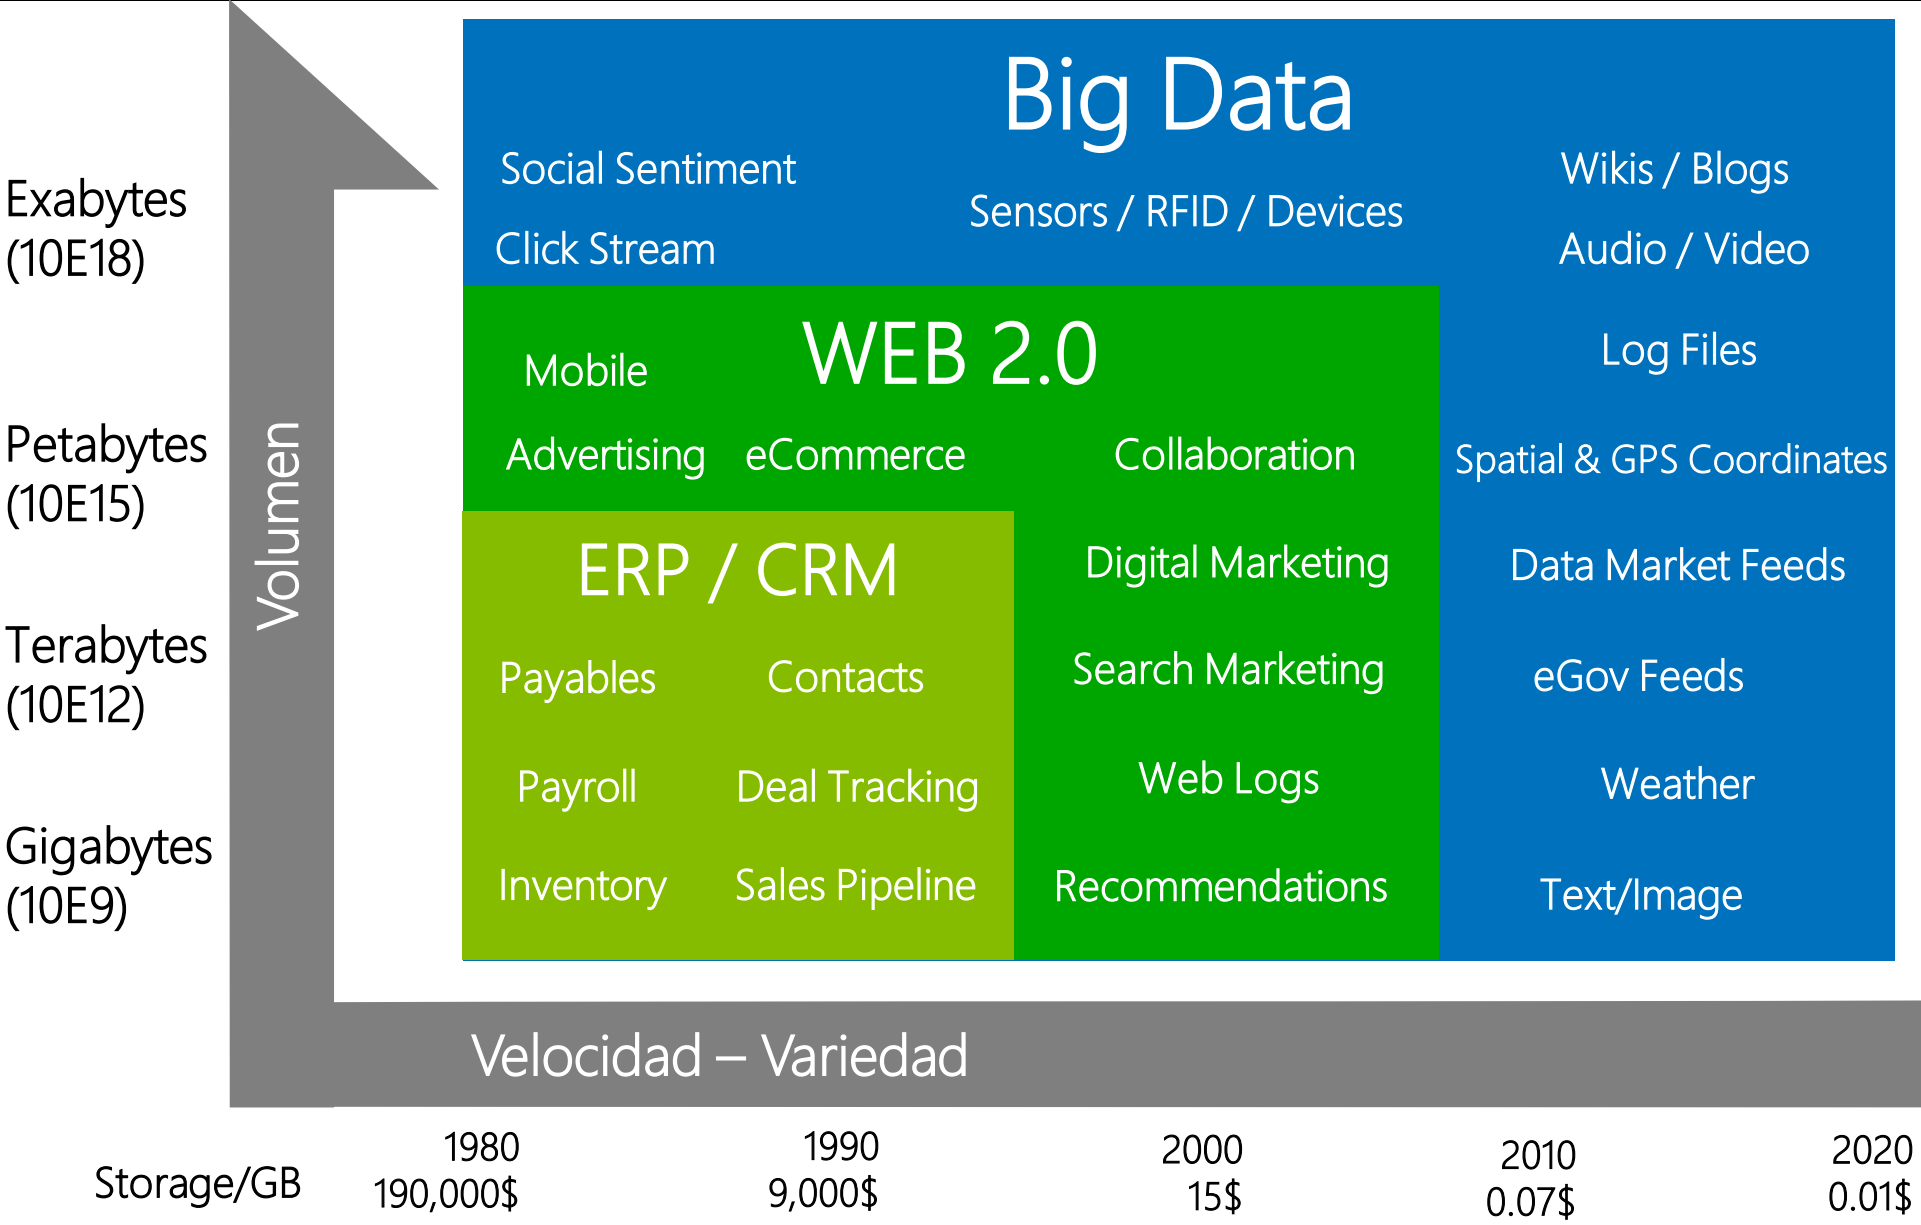 Big Data
Social Sentiment
Wikis / Blogs
Sensors / RFID / Devices
Click Stream
Audio / Video
Exabytes
(10E18)
WEB 2.0
Mobile
Log Files
Advertising
eCommerce
Collaboration
Spatial & GPS Coordinates
Petabytes
(10E15)
Volumen
ERP / CRM
Digital Marketing
Data Market Feeds
Terabytes
(10E12)
Payables
Contacts
Search Marketing
eGov Feeds
Payroll
Deal Tracking
Web Logs
Weather
Gigabytes
(10E9)
Inventory
Sales Pipeline
Recommendations
Text/Image
Velocidad – Variedad
1980
1990
2000
2010
2020
Storage/GB
190,000$
9,000$
15$
0.07$
0.01$